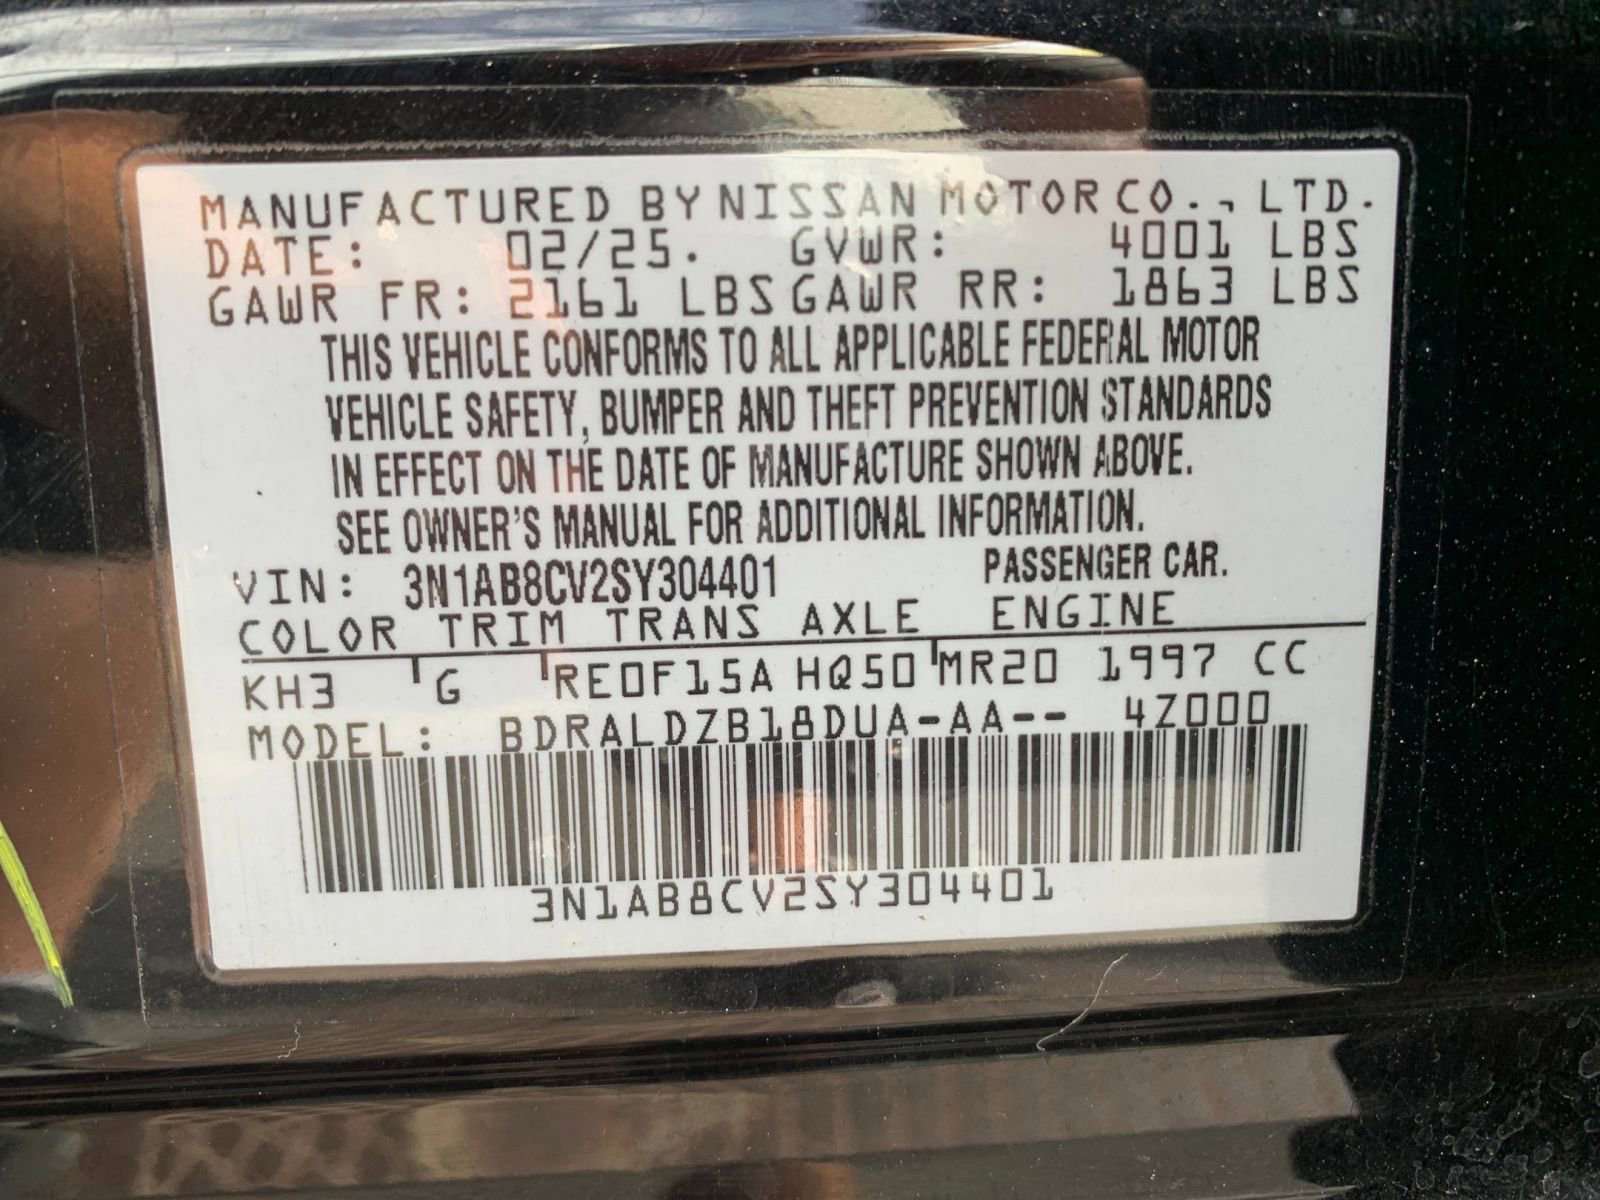 MANUFACTURED BY NISSAN MOTOR CO., LTD.
DATE: 02/25. GVWR: 4001 LBS
GAWR FR: 2161 LBS GAWR RR: 1863 LBS
THIS VEHICLE CONFORMS TO ALL APPLICABLE FEDERAL MOTOR
VEHICLE SAFETY, BUMPER AND THEFT PREVENTION STANDARDS
IN EFFECT ON THE DATE OF MANUFACTURE SHOWN ABOVE.
SEE OWNER'S MANUAL FOR ADDITIONAL INFORMATION.
VIN: 3N1AB8CV2SY304401 PASSENGER CAR.
COLOR TRIM TRANS AXLE ENGINE
KH3 G RE0F15A HQ50 MR20 1997 CC
MODEL: BDRALDZB18DUA-AA-- 4Z000
3N1AB8CV2SY304401